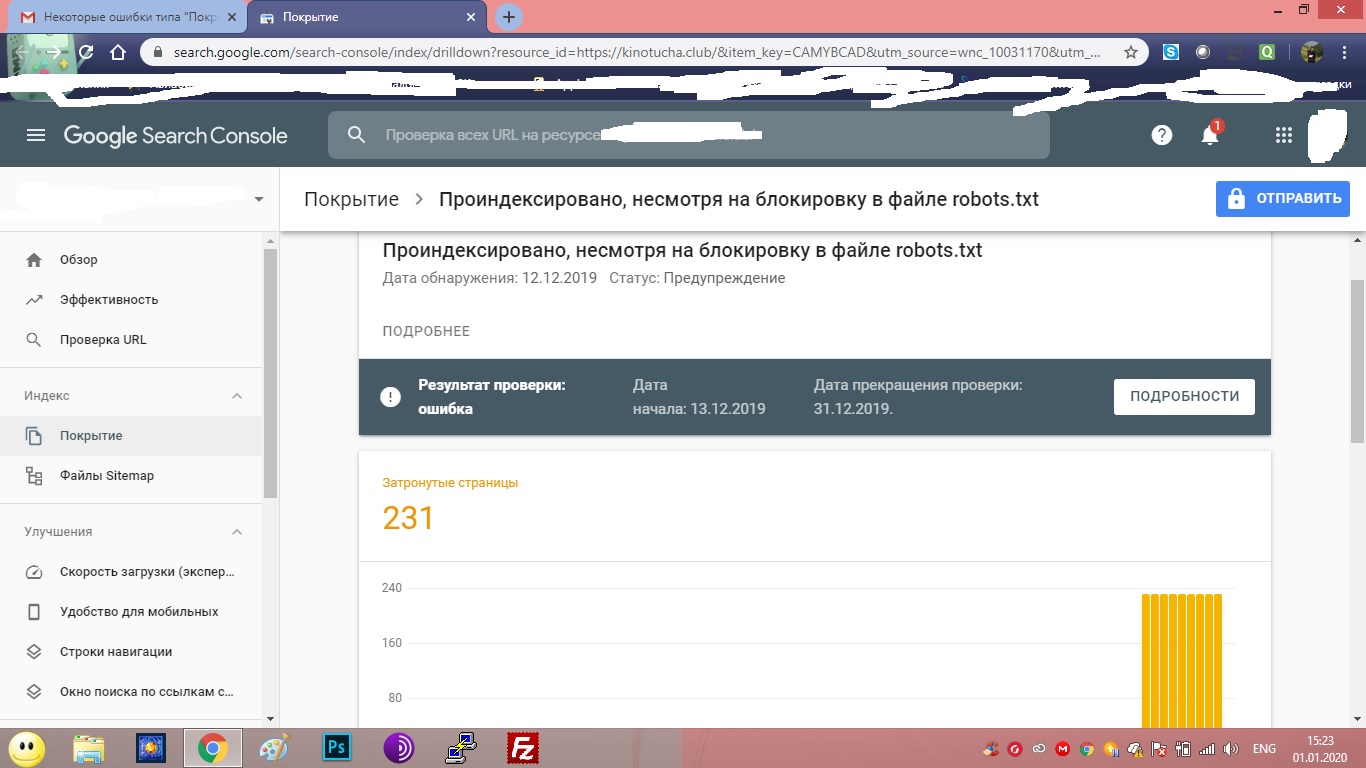 Некоторые ошибки типа "Покр
Покрытие
search.google.com/search-console/index/drilldown?resource_id=https://kinotucha.club/&item_key=CAMYBCAD&utm_source=wnc_10031170&utm_...
Google Search Console
Проверка всех URL на ресурсе
1
Покрытие > Проиндексировано, несмотря на блокировку в файле robots.txt
ОТПРАВИТЬ
Обзор
Эффективность
Проверка URL
Индекс
Покрытие
Файлы Sitemap
Улучшения
Скорость загрузки (экспер...
Удобство для мобильных
Строки навигации
Окно поиска по ссылкам с...
Проиндексировано, несмотря на блокировку в файле robots.txt
Дата обнаружения: 12.12.2019 Статус: Предупреждение
ПОДРОБНЕЕ
Результат проверки:
ошибка
Дата
начала: 13.12.2019
Дата прекращения проверки:
31.12.2019.
ПОДРОБНОСТИ
Затронутые страницы
231
240
160
80
Ps
Fz
ENG
15:23
01.01.2020